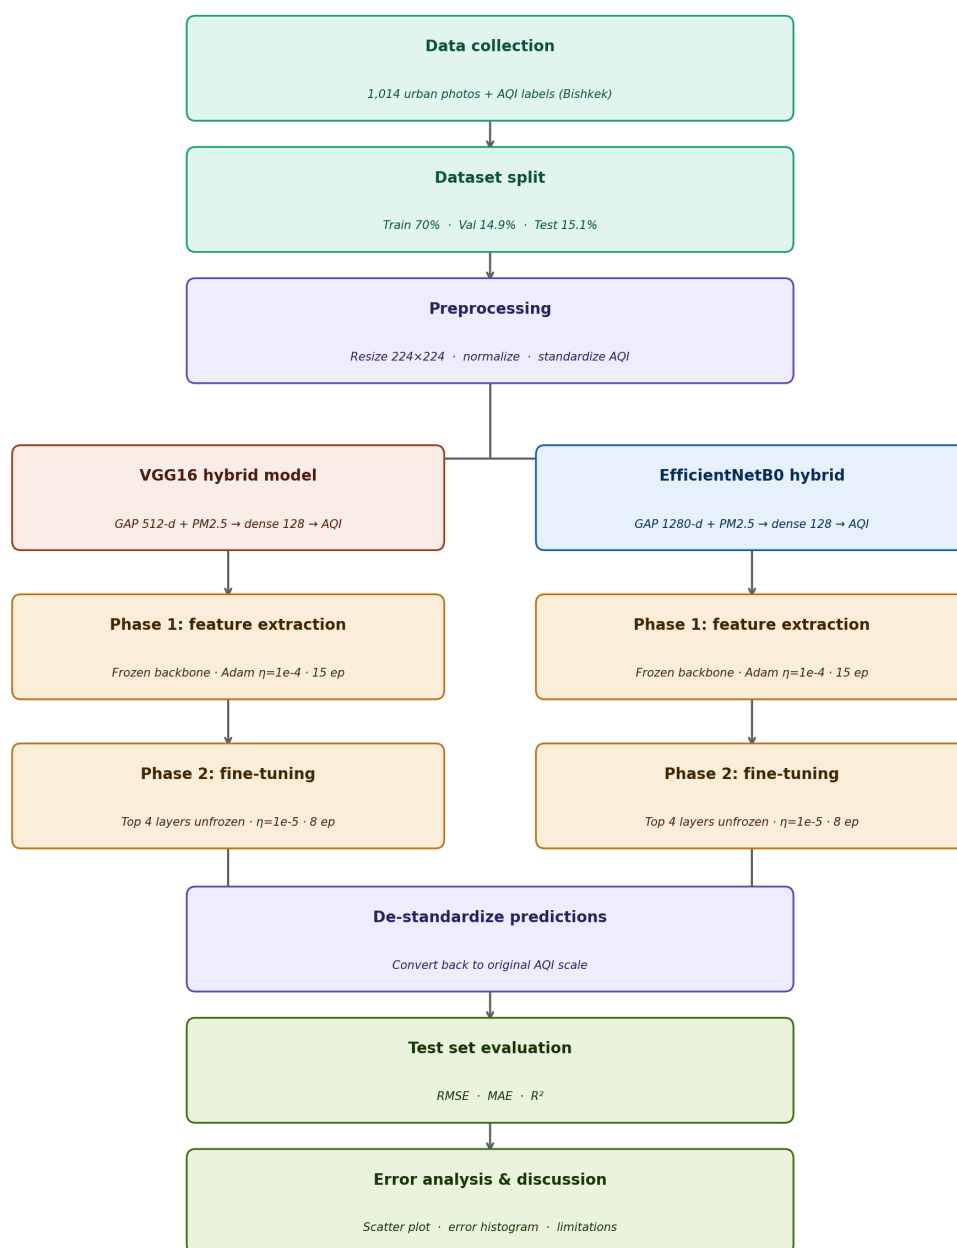 Data collection
1,014 urban photos + AQI labels (Bishkek)
Dataset split
Train 70% · Val 14.9% · Test 15.1%
Preprocessing
Resize 224×224 · normalize · standardize AQI
VGG16 hybrid model
GAP 512-d + PM2.5 → dense 128 → AQI
EfficientNetB0 hybrid
GAP 1280-d + PM2.5 → dense 128 → AQI
Phase 1: feature extraction
Frozen backbone · Adam η=1e-4 · 15 ep
Phase 1: feature extraction
Frozen backbone · Adam η=1e-4 · 15 ep
Phase 2: fine-tuning
Top 4 layers unfrozen · η=1e-5 · 8 ep
Phase 2: fine-tuning
Top 4 layers unfrozen · η=1e-5 · 8 ep
De-standardize predictions
Convert back to original AQI scale
Test set evaluation
RMSE · MAE · R²
Error analysis & discussion
Scatter plot · error histogram · limitations